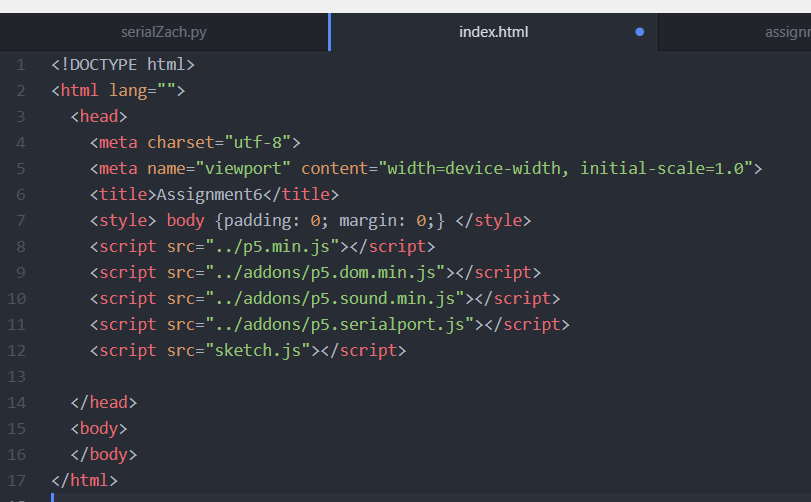 serialZach.py index.html assignm
1 <!DOCTYPE html>
2 <html lang="">
3 <head>
4 <meta charset="utf-8">
5 <meta name="viewport" content="width=device-width, initial-scale=1.0">
6 <title>Assignment6</title>
7 <style> body {padding: 0; margin: 0;} </style>
8 <script src="../p5.min.js"></script>
9 <script src="../addons/p5.dom.min.js"></script>
10 <script src="../addons/p5.sound.min.js"></script>
11 <script src="../addons/p5.serialport.js"></script>
12 <script src="sketch.js"></script>
13
14 </head>
15 <body>
16 </body>
17 </html>